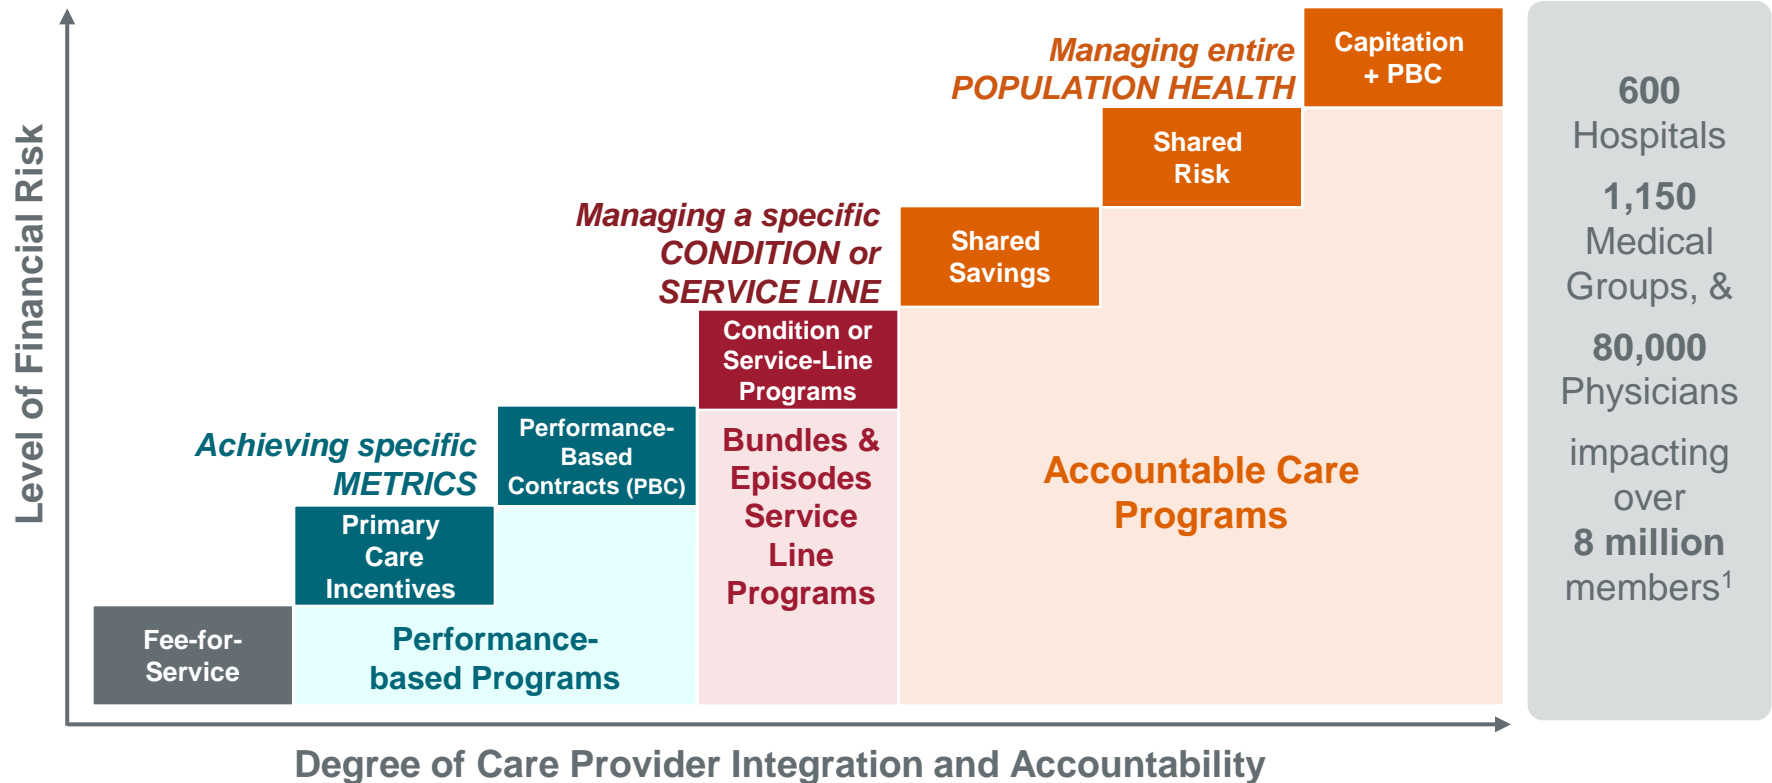 Level of Financial Risk
Managing entire
POPULATION HEALTH
Capitation
+ PBC
Shared
Risk
Managing a specific
CONDITION or
SERVICE LINE
Shared
Savings
Condition or
Service-Line
Programs
Achieving specific
METRICS
Performance-
Based
Contracts (PBC)
Primary
Care
Incentives
Fee-for-
Service
Performance-
based Programs
Bundles &
Episodes
Service
Line
Programs
Accountable Care
Programs
Degree of Care Provider Integration and Accountability
600
Hospitals
1,150
Medical
Groups, &
80,000
Physicians
impacting
over
8 million
members¹